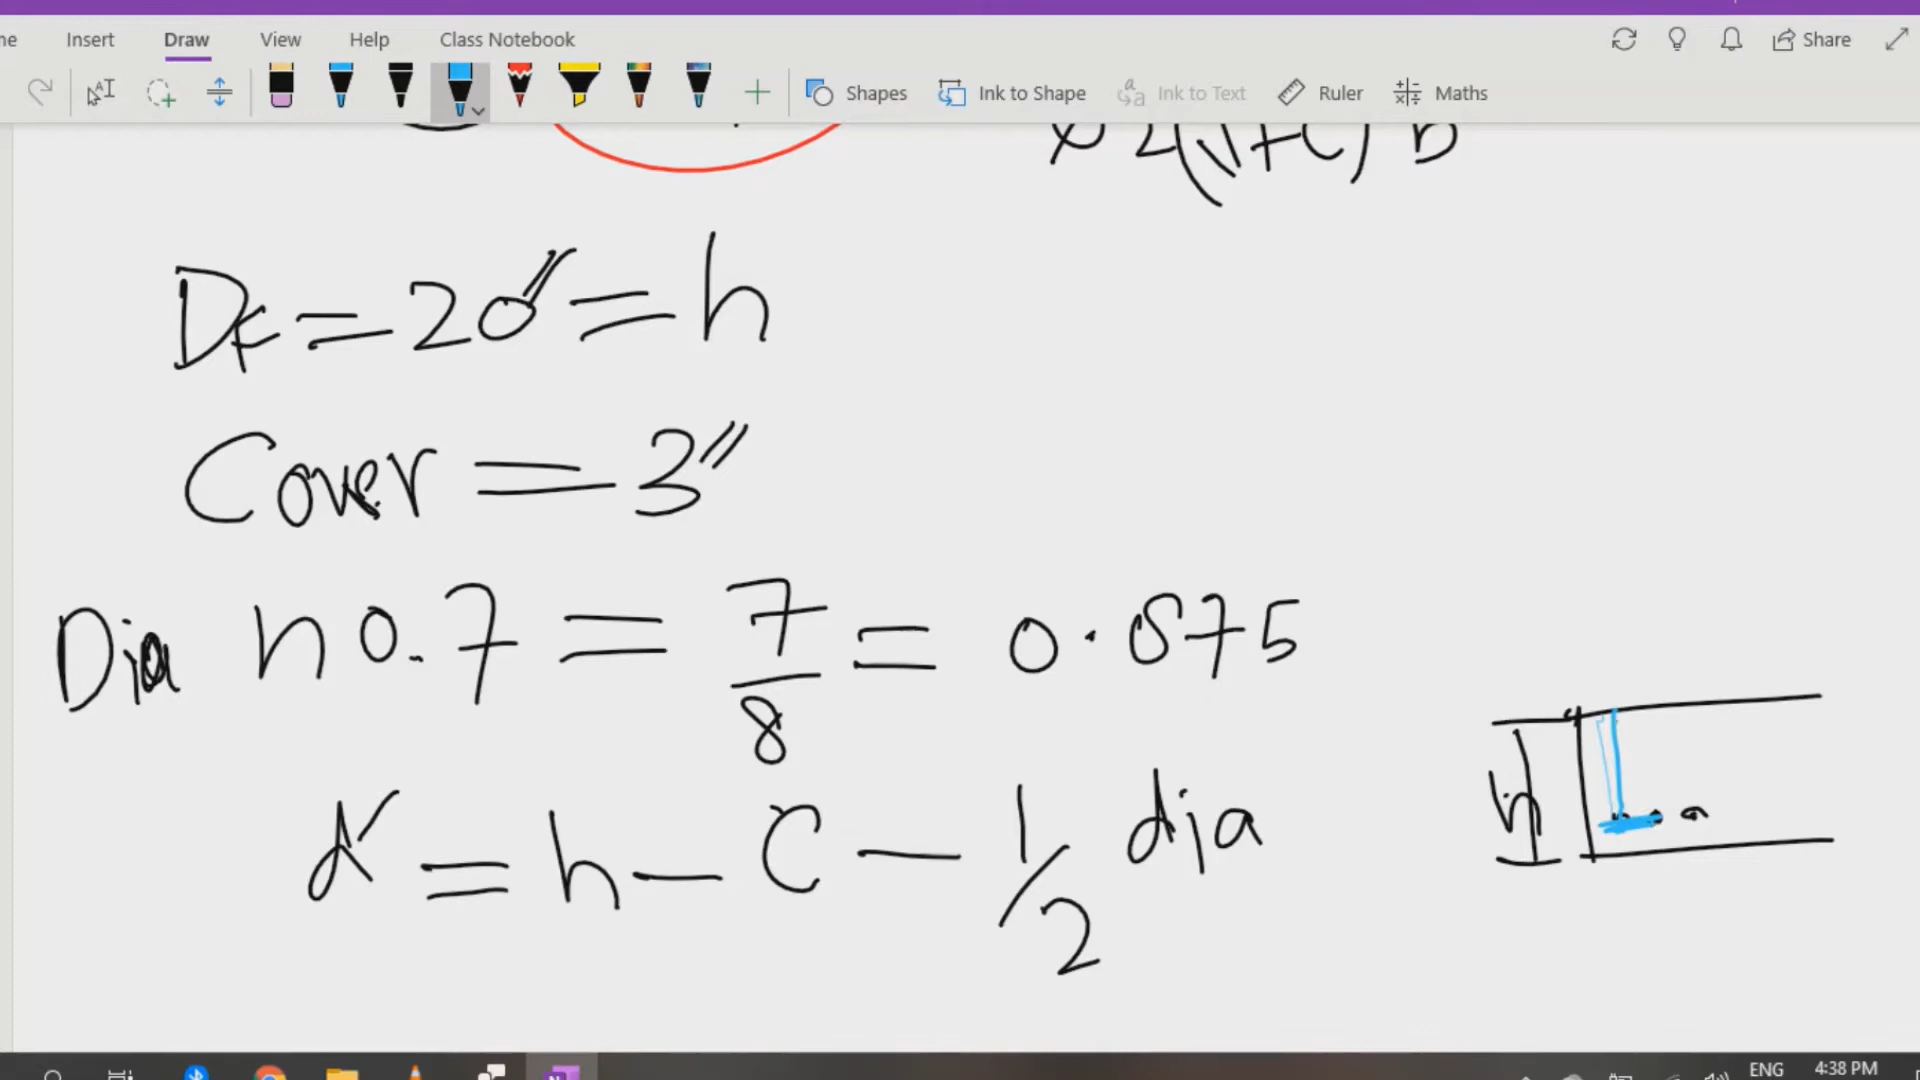 Insert Draw View Help Class Notebook Share
Shapes Ink to Shape Ink to Text Ruler Maths
Df = 20" = h
Cover = 3"
Dia no. 7 = 7/8 = 0.875
d = h - C - 1/2 dia
h
ENG 4:38 PM